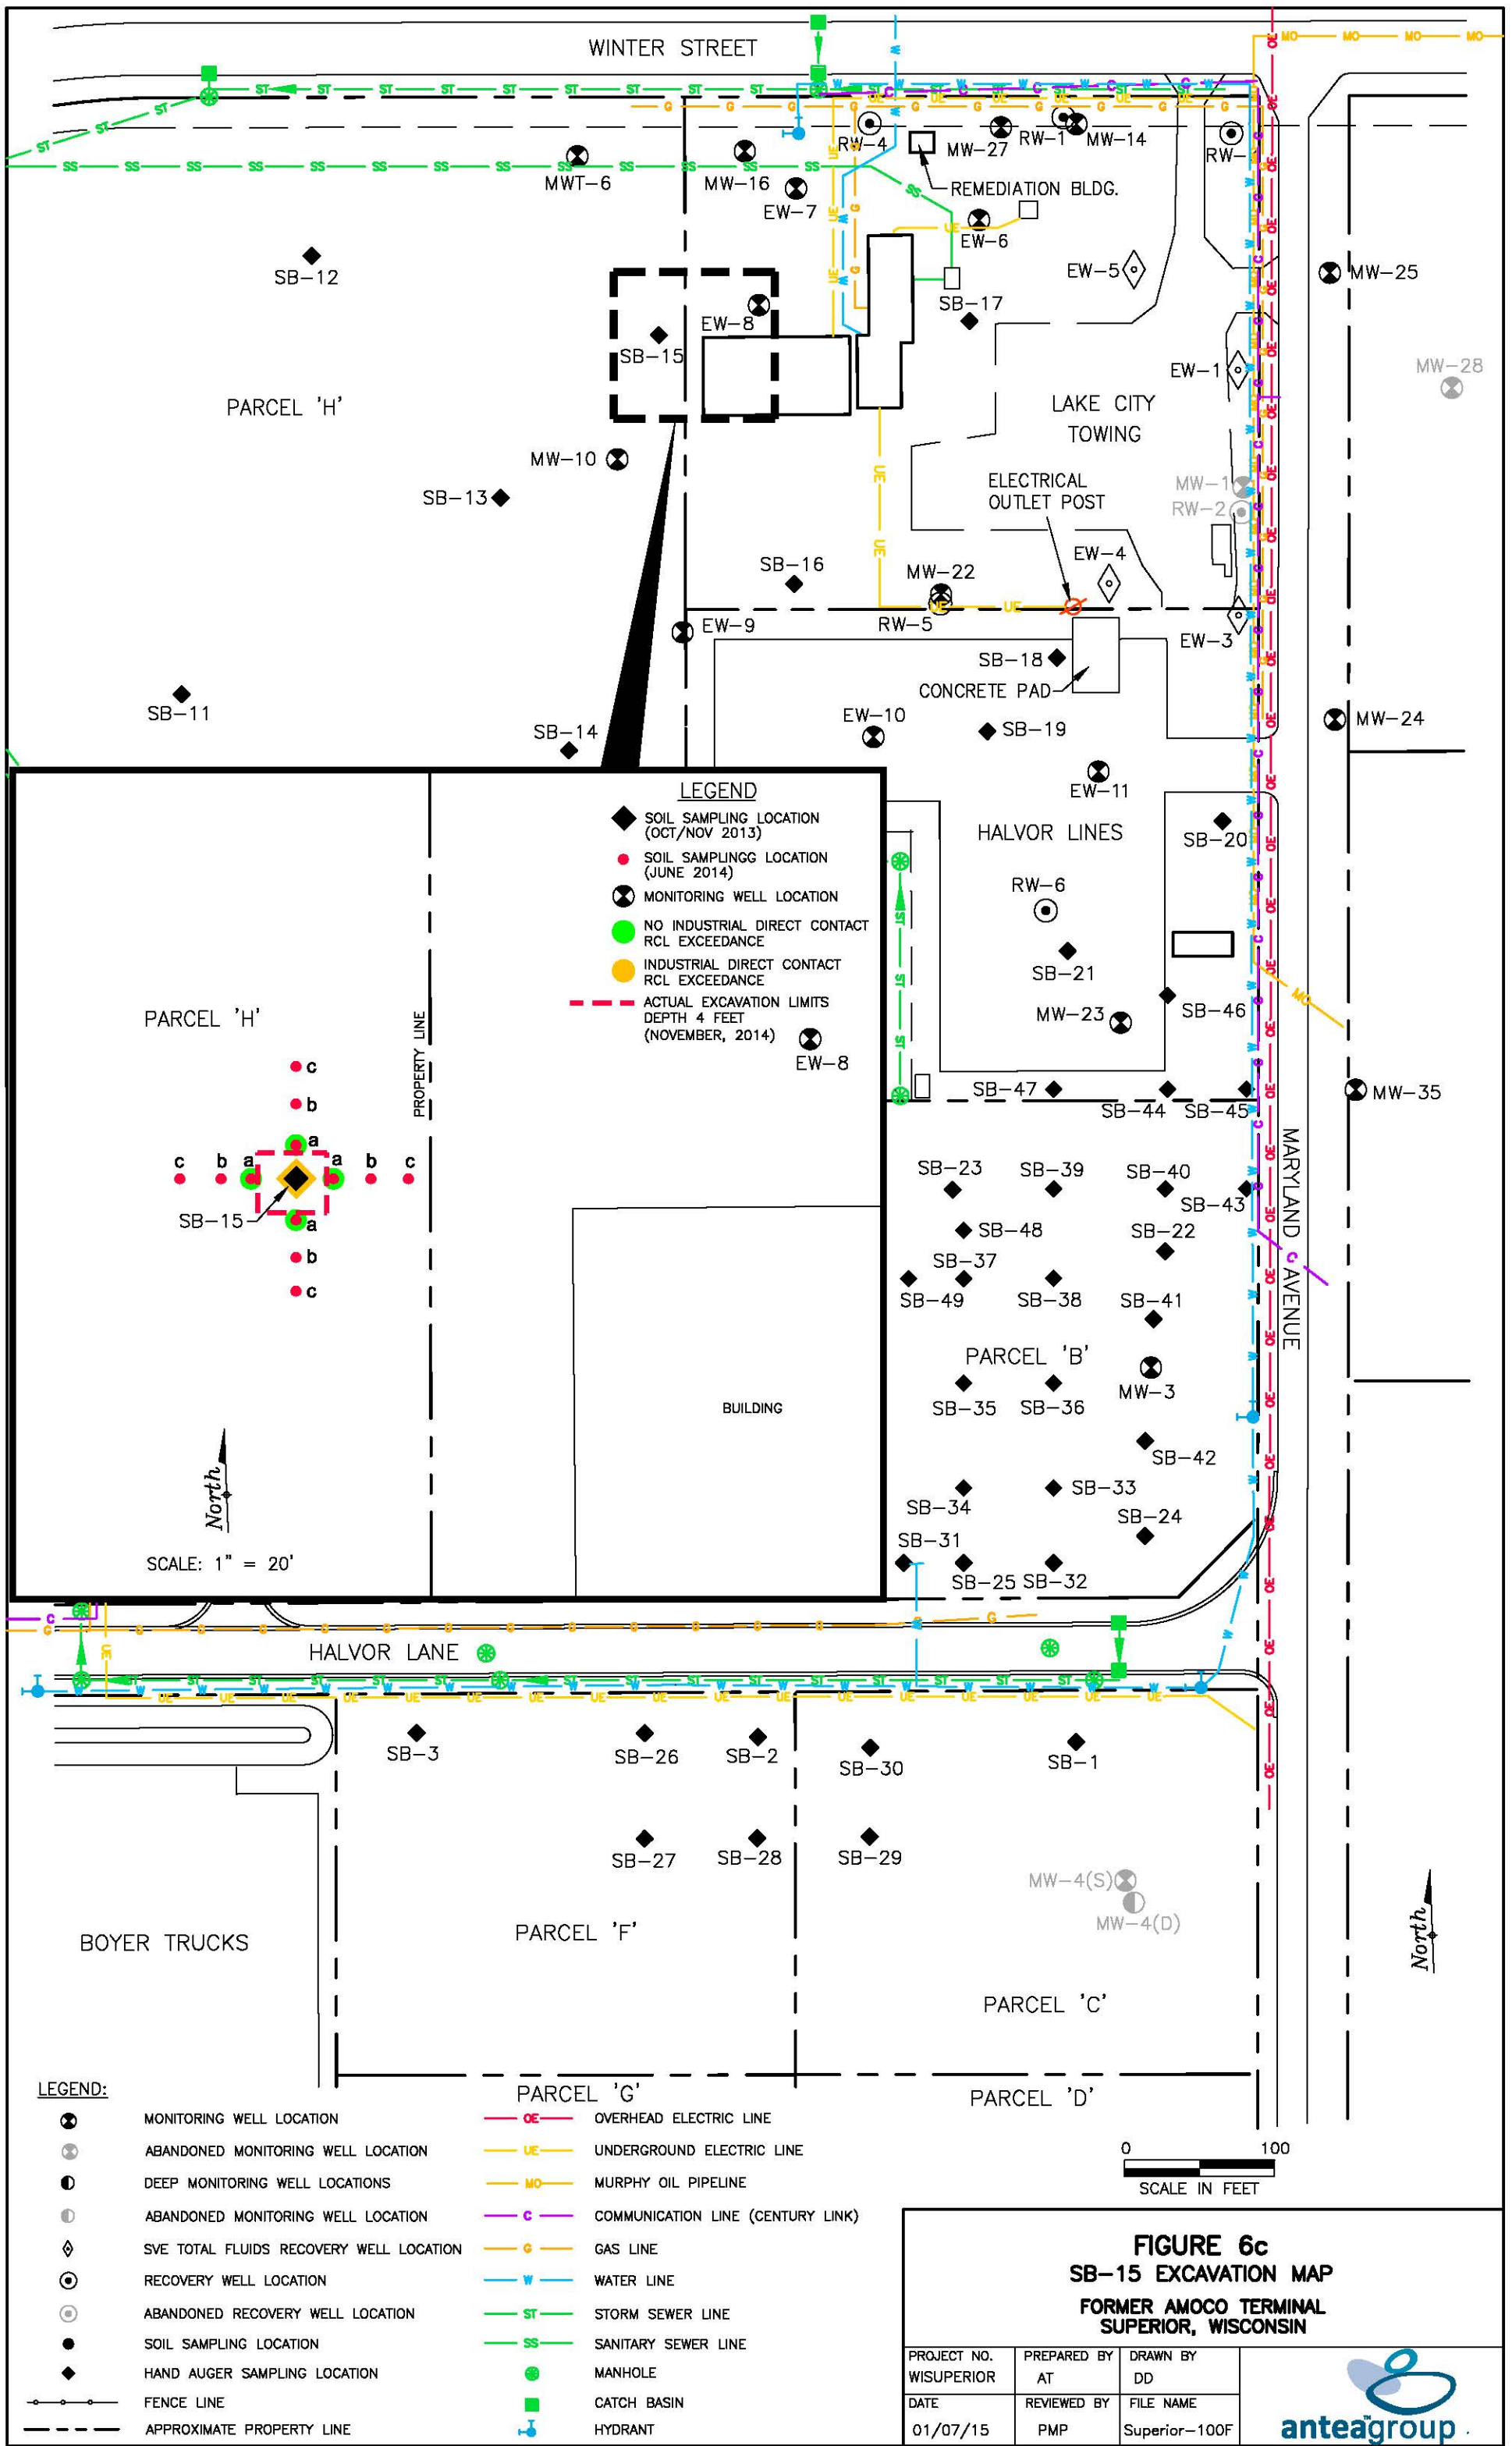 WINTER STREET
RW-4
MW-27
RW-1
MW-14
RW-
MWT-6
MW-16
EW-7
REMEDIATION BLDG.
EW-6
SB-12
EW-5
MW-25
SB-17
EW-8
SB-15
EW-1
MW-28
PARCEL 'H'
LAKE CITY
TOWING
MW-10
SB-13
ELECTRICAL
OUTLET POST
MW-1
RW-2
SB-16
MW-22
EW-4
RW-5
EW-9
EW-3
SB-18
CONCRETE PAD
SB-11
SB-14
EW-10
SB-19
MW-24
EW-11
HALVOR LINES
SB-20
RW-6
SB-21
SB-46
MW-23
SB-47
SB-44
SB-45
MW-35
MARYLAND AVENUE
SB-23
SB-39
SB-40
SB-43
SB-48
SB-22
SB-37
SB-49
SB-38
SB-41
PARCEL 'B'
MW-3
SB-35
SB-36
SB-42
SB-34
SB-33
SB-24
SB-31
SB-25
SB-32
LEGEND
SOIL SAMPLING LOCATION
(OCT/NOV 2013)
SOIL SAMPLINGG LOCATION
(JUNE 2014)
MONITORING WELL LOCATION
NO INDUSTRIAL DIRECT CONTACT
RCL EXCEEDANCE
INDUSTRIAL DIRECT CONTACT
RCL EXCEEDANCE
ACTUAL EXCAVATION LIMITS
DEPTH 4 FEET
(NOVEMBER, 2014)
EW-8
PARCEL 'H'
PROPERTY LINE
c
b
a
c b a a b c
SB-15
a
b
c
BUILDING
North
SCALE: 1" = 20'
HALVOR LANE
SB-3
SB-26
SB-2
SB-30
SB-1
SB-27
SB-28
SB-29
MW-4(S)
MW-4(D)
BOYER TRUCKS
PARCEL 'F'
PARCEL 'C'
North
PARCEL 'G'
PARCEL 'D'
LEGEND:
MONITORING WELL LOCATION
ABANDONED MONITORING WELL LOCATION
DEEP MONITORING WELL LOCATIONS
ABANDONED MONITORING WELL LOCATION
SVE TOTAL FLUIDS RECOVERY WELL LOCATION
RECOVERY WELL LOCATION
ABANDONED RECOVERY WELL LOCATION
SOIL SAMPLING LOCATION
HAND AUGER SAMPLING LOCATION
FENCE LINE
APPROXIMATE PROPERTY LINE
OE OVERHEAD ELECTRIC LINE
UE UNDERGROUND ELECTRIC LINE
MO MURPHY OIL PIPELINE
C COMMUNICATION LINE (CENTURY LINK)
G GAS LINE
W WATER LINE
ST STORM SEWER LINE
SS SANITARY SEWER LINE
MANHOLE
CATCH BASIN
HYDRANT
0 100
SCALE IN FEET
FIGURE 6c
SB-15 EXCAVATION MAP
FORMER AMOCO TERMINAL
SUPERIOR, WISCONSIN
PROJECT NO.
WISUPERIOR
PREPARED BY
AT
DRAWN BY
DD
DATE
01/07/15
REVIEWED BY
PMP
FILE NAME
Superior-100F
anteagroup